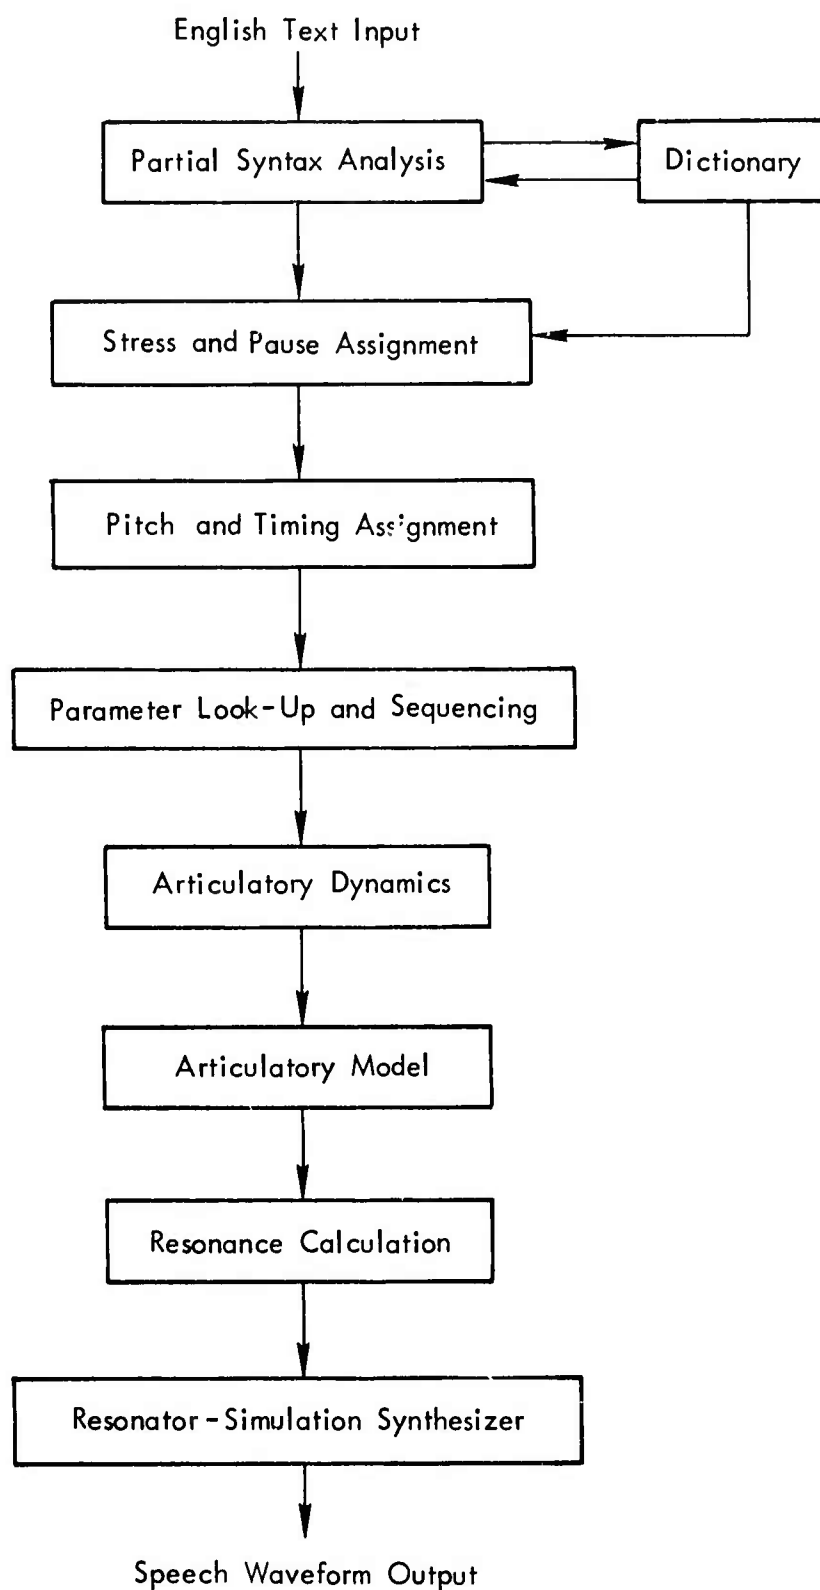 English Text Input
Partial Syntax Analysis
Dictionary
Stress and Pause Assignment
Pitch and Timing Assignment
Parameter Look-Up and Sequencing
Articulatory Dynamics
Articulatory Model
Resonance Calculation
Resonator-Simulation Synthesizer
Speech Waveform Output